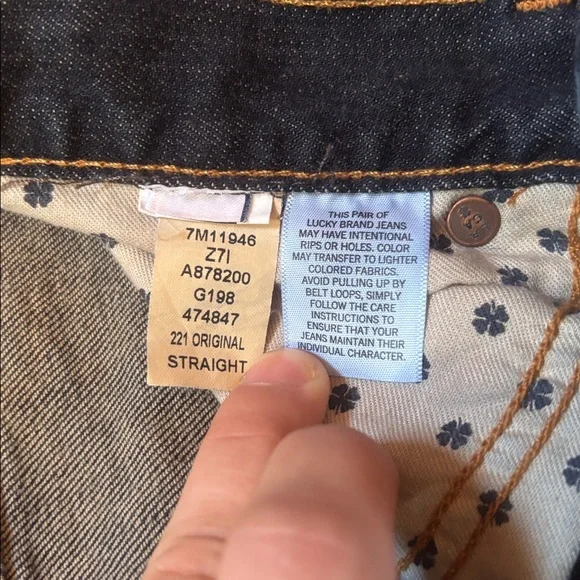 7M11946
Z7I
A878200
G198
474847
221 ORIGINAL
STRAIGHT
THIS PAIR OF
LUCKY BRAND JEANS
MAY HAVE INTENTIONAL
RIPS OR HOLES. COLOR
MAY TRANSFER TO LIGHTER
COLORED FABRICS.
AVOID PULLING UP BY
BELT LOOPS, SIMPLY
FOLLOW THE CARE
INSTRUCTIONS TO
ENSURE THAT YOUR
JEANS MAINTAIN THEIR
INDIVIDUAL CHARACTER.